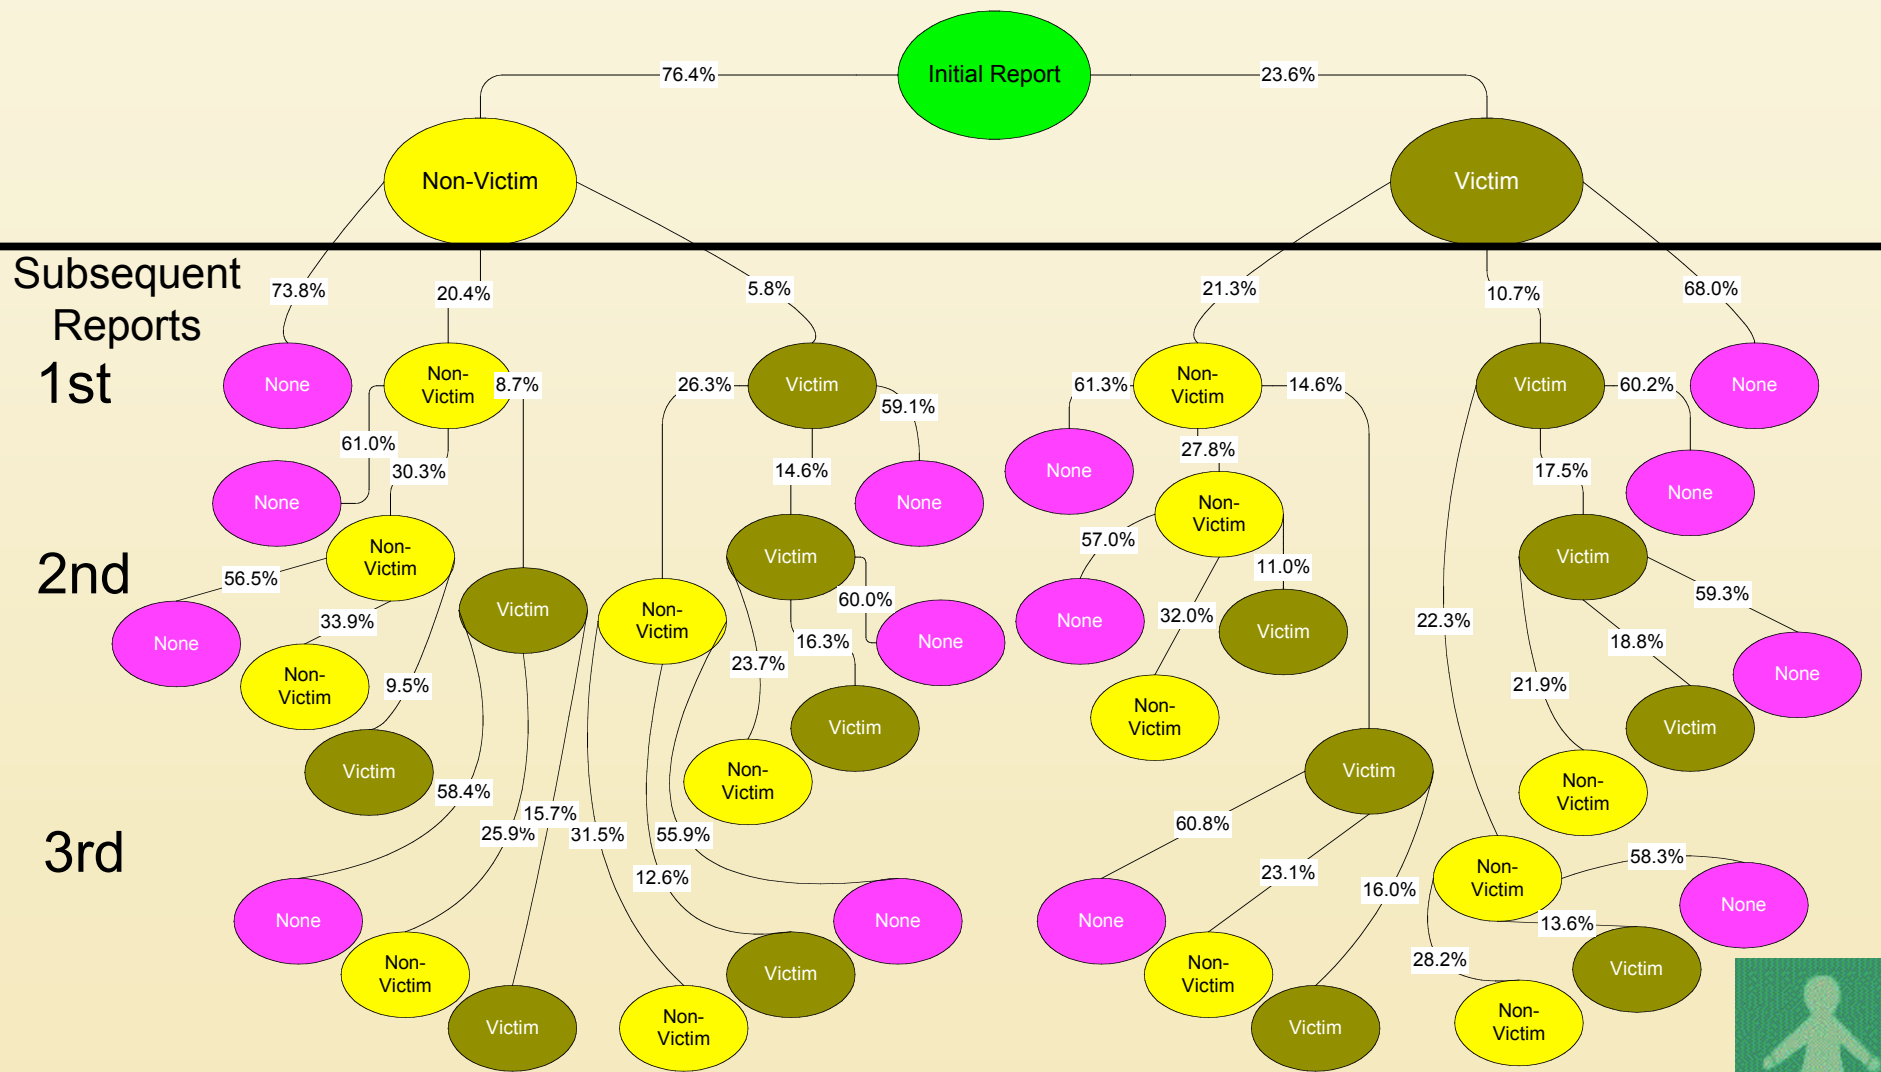 Initial Report
76.4%
23.6%
Non-Victim
Victim
Subsequent
Reports
73.8%
20.4%
5.8%
21.3%
10.7%
68.0%
1st
None
Non-
Victim
8.7%
26.3%
Victim
59.1%
61.3%
Non-
Victim
14.6%
Victim
60.2%
None
61.0%
30.3%
14.6%
None
27.8%
None
17.5%
None
None
Non-
Victim
2nd
Non-
Victim
56.5%
33.9%
None
Non-
Victim
9.5%
Victim
Victim
Non-
Victim
Victim
60.0%
16.3%
None
23.7%
Victim
Non-
Victim
57.0%
11.0%
None
32.0%
Victim
Non-
Victim
22.3%
Victim
59.3%
18.8%
21.9%
None
Victim
Non-
Victim
Victim
3rd
58.4%
15.7%
25.9%
31.5%
55.9%
12.6%
None
Non-
Victim
Victim
None
Victim
Non-
Victim
60.8%
23.1%
16.0%
None
Non-
Victim
Victim
Non-
Victim
58.3%
None
13.6%
28.2%
Victim
Non-
Victim